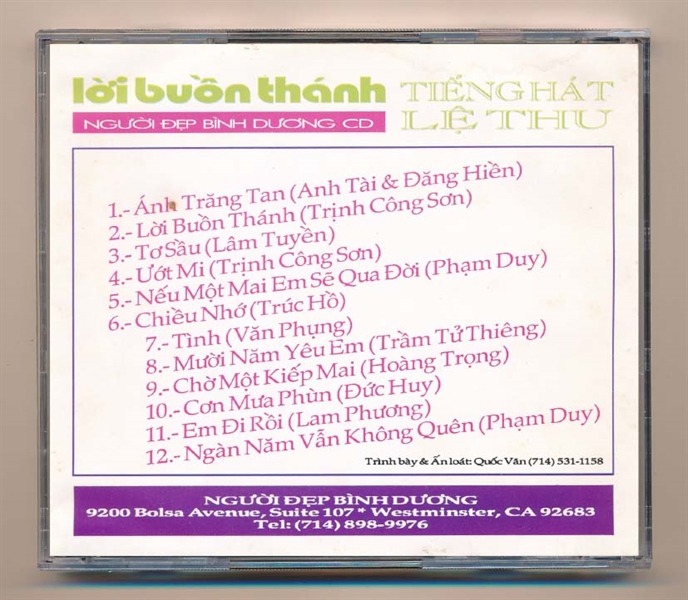 lời buồn thánh
NGƯỜI ĐẸP BÌNH DƯƠNG CD
TIẾNG HÁT
LỆ THU
1.- Ánh Trăng Tan (Anh Tài & Đăng Hiền)
2.- Lời Buồn Thánh (Trịnh Công Sơn)
3.- Tơ Sầu (Lâm Tuyền)
4.- Ướt Mi (Trịnh Công Sơn)
5.- Nếu Một Mai Em Sẽ Qua Đời (Phạm Duy)
6.- Chiều Nhớ (Trúc Hồ)
7.- Tình (Văn Phụng)
8.- Mười Năm Yêu Em (Trầm Tử Thiêng)
9.- Chờ Một Kiếp Mai (Hoàng Trọng)
10.- Cơn Mưa Phùn (Đức Huy)
11.- Em Đi Rồi (Lam Phương)
12.- Ngàn Năm Vẫn Không Quên (Phạm Duy)
Trình bày & Ấn loát: Quốc Văn (714) 531-1158
NGƯỜI ĐẸP BÌNH DƯƠNG
9200 Bolsa Avenue, Suite 107 * Westminster, CA 92683
Tel: (714) 898-9976